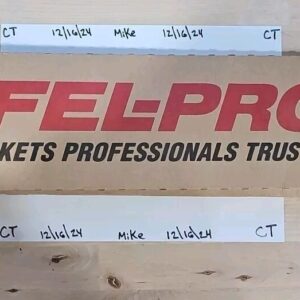 CT 12/16/24 Mike 12/16/24 CT
FEL-PRO
KETS PROFESSIONALS TRUS
CT 12/16/24 Mike 12/16/24 CT